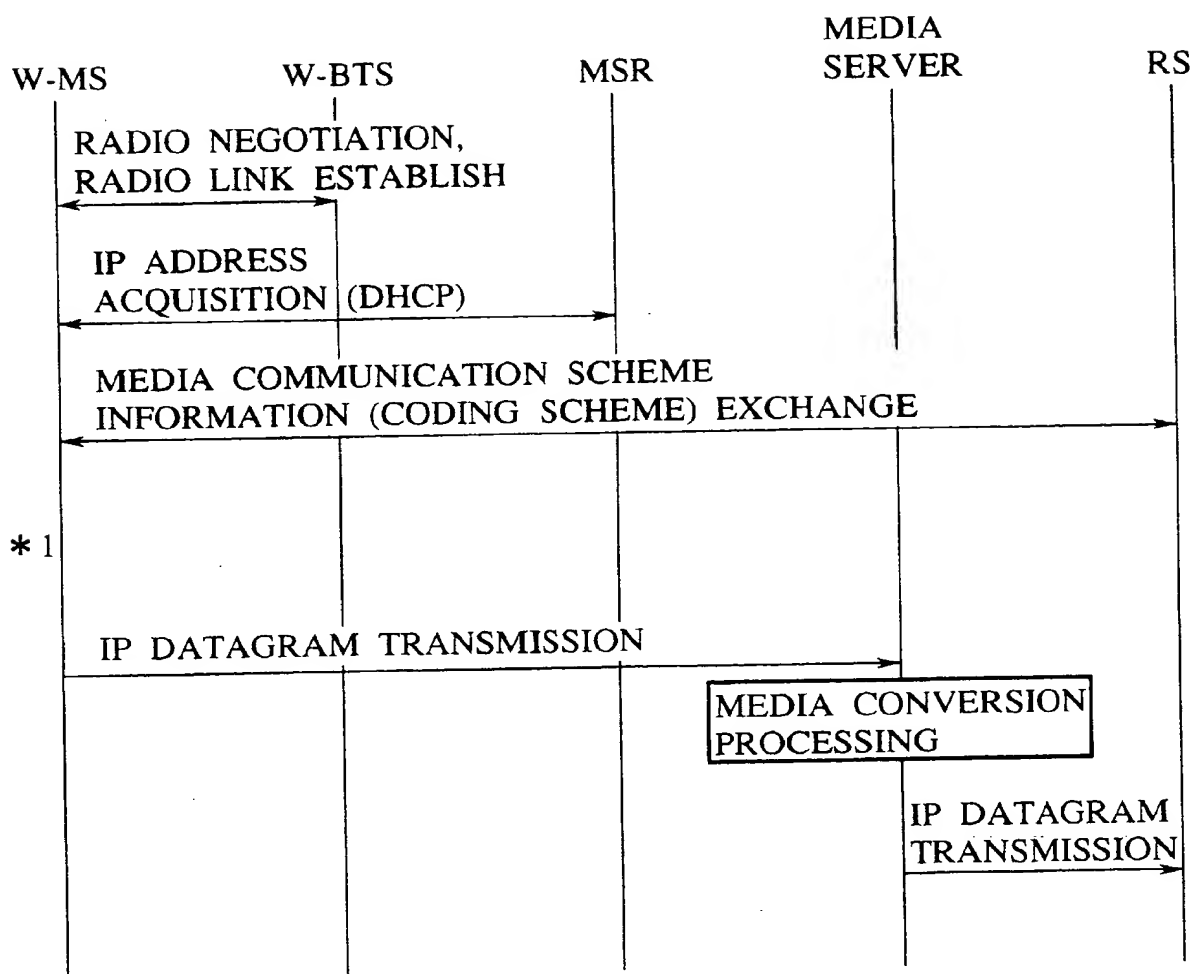 W-MS
W-BTS
MSR
MEDIA
SERVER
RS
RADIO NEGOTIATION,
RADIO LINK ESTABLISH
IP ADDRESS
ACQUISITION (DHCP)
MEDIA COMMUNICATION SCHEME
INFORMATION (CODING SCHEME) EXCHANGE
* 1
IP DATAGRAM TRANSMISSION
MEDIA CONVERSION
PROCESSING
IP DATAGRAM
TRANSMISSION